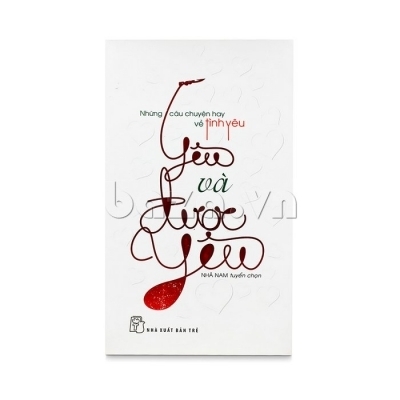 Những câu chuyện hay
về tình yêu
Yêu
và
được
Yêu
NHÃ NAM tuyển chọn
NHÀ XUẤT BẢN TRẺ